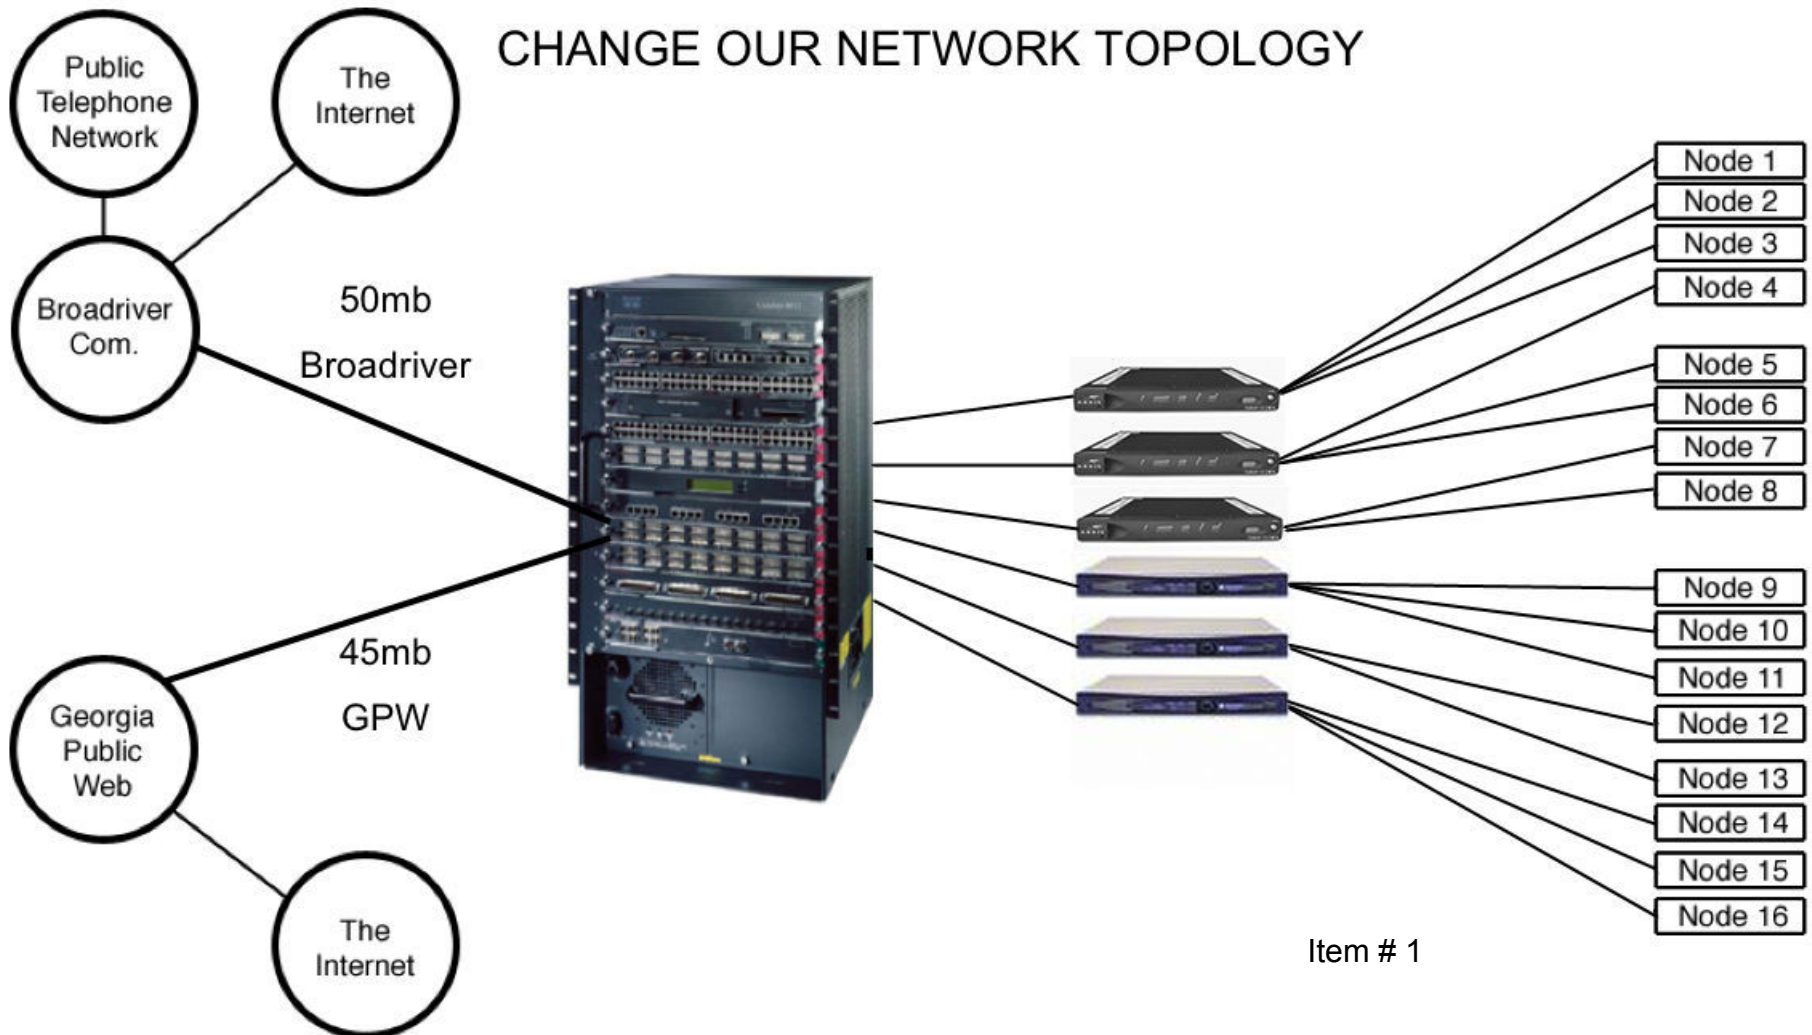 CHANGE OUR NETWORK TOPOLOGY
Public
Telephone
Network
The
Internet
Broadriver
Com.
50mb
Broadriver
45mb
GPW
Georgia
Public
Web
The
Internet
Node 1
Node 2
Node 3
Node 4
Node 5
Node 6
Node 7
Node 8
Node 9
Node 10
Node 11
Node 12
Node 13
Node 14
Node 15
Node 16
Item # 1